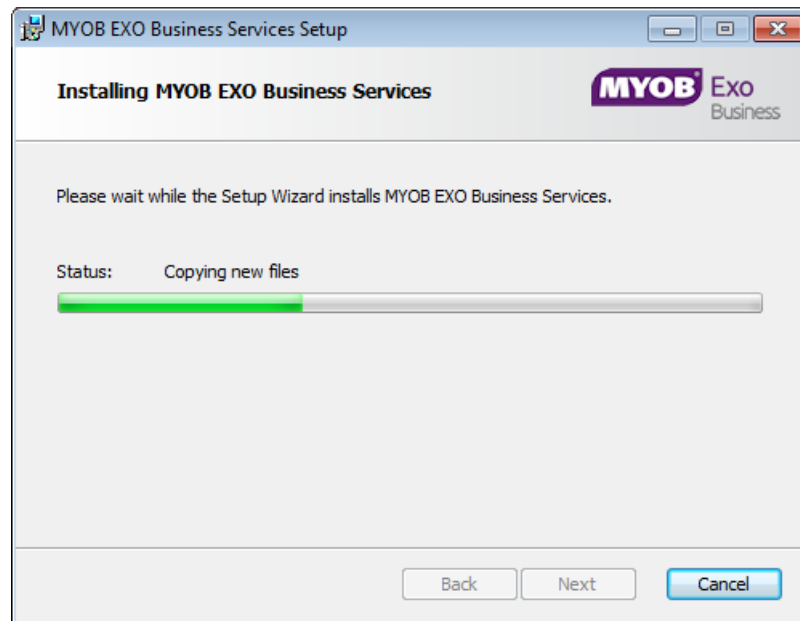 MYOB EXO Business Services Setup
Installing MYOB EXO Business Services
MYOB Exo
Business
Please wait while the Setup Wizard installs MYOB EXO Business Services.
Status: Copying new files
Back Next Cancel